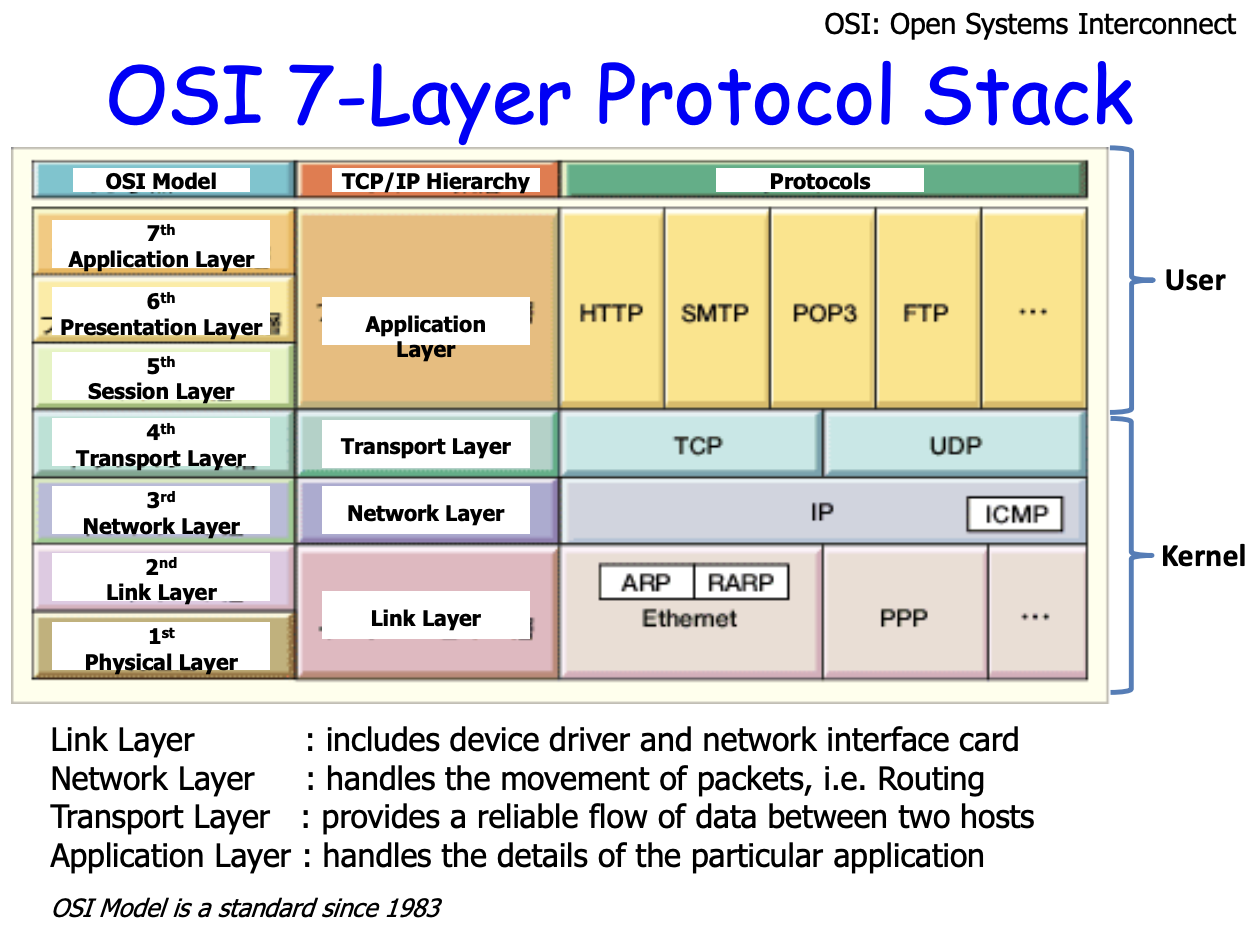 OSI: Open Systems Interconnect
OSI 7-Layer Protocol Stack
OSI Model
TCP/IP Hierarchy
Protocols
7th
Application Layer
6th
Presentation Layer
5th
Session Layer
Application
Layer
HTTP
SMTP
POP3
FTP
...
User
4th
Transport Layer
Transport Layer
TCP
UDP
3rd
Network Layer
Network Layer
IP
ICMP
2nd
Link Layer
1st
Physical Layer
Link Layer
ARP
RARP
Ethernet
PPP
...
Kernel
Link Layer : includes device driver and network interface card
Network Layer : handles the movement of packets, i.e. Routing
Transport Layer : provides a reliable flow of data between two hosts
Application Layer : handles the details of the particular application
OSI Model is a standard since 1983